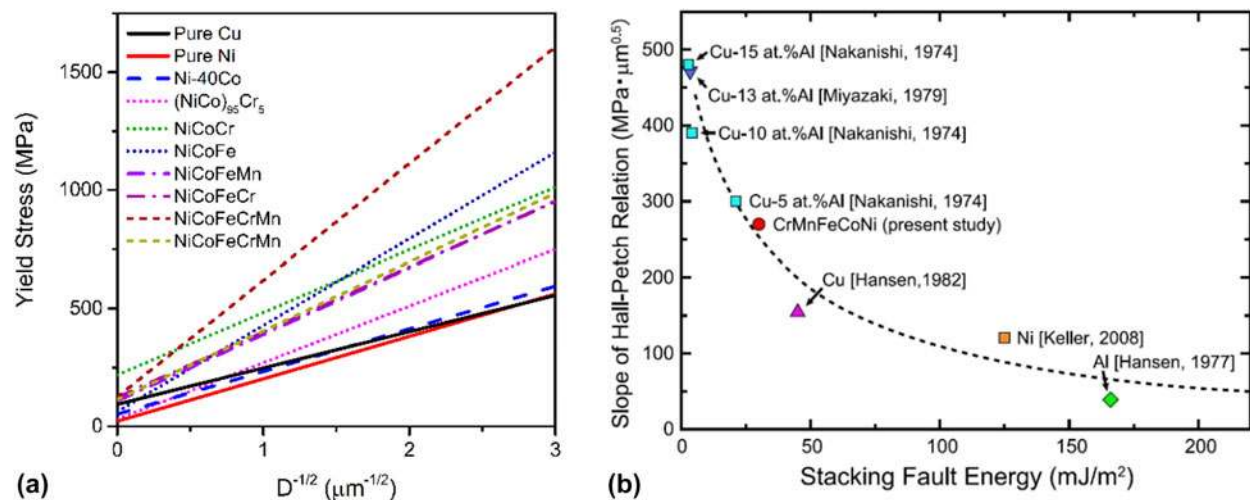 1500
1000
500
0
Yield Stress (MPa)
Pure Cu
Pure Ni
Ni-40Co
(NiCo)₉₅Cr₅
NiCoCr
NiCoFe
NiCoFeMn
NiCoFeCr
NiCoFeCrMn
NiCoFeCrMn
0 1 2 3
D⁻¹/² (μm⁻¹/²)
(a)
Slope of Hall-Petch Relation (MPa·μm⁰·⁵)
500
400
300
200
100
0
Cu-15 at.%Al [Nakanishi, 1974]
Cu-13 at.%Al [Miyazaki, 1979]
Cu-10 at.%Al [Nakanishi, 1974]
Cu-5 at.%Al [Nakanishi, 1974]
CrMnFeCoNi (present study)
Cu [Hansen,1982]
Ni [Keller, 2008]
Al [Hansen, 1977]
0 50 100 150 200
Stacking Fault Energy (mJ/m²)
(b)